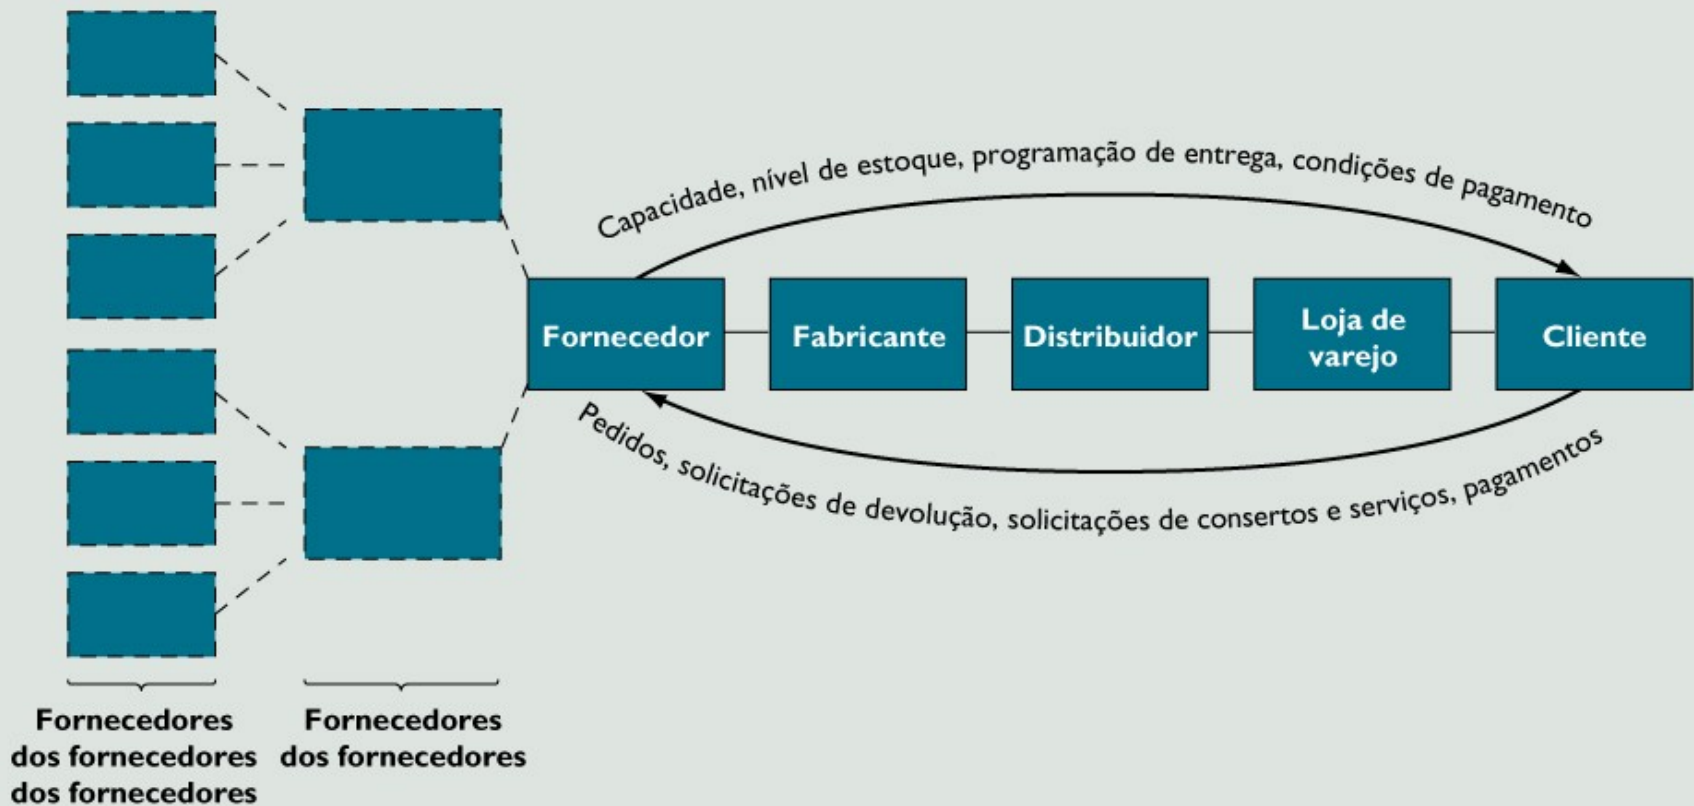 Capacidade, nível de estoque, programação de entrega, condições de pagamento
Fornecedor
Fabricante
Distribuidor
Loja de
varejo
Cliente
Pedidos, solicitações de devolução, solicitações de consertos e serviços, pagamentos
Fornecedores
dos fornecedores
dos fornecedores
Fornecedores
dos fornecedores